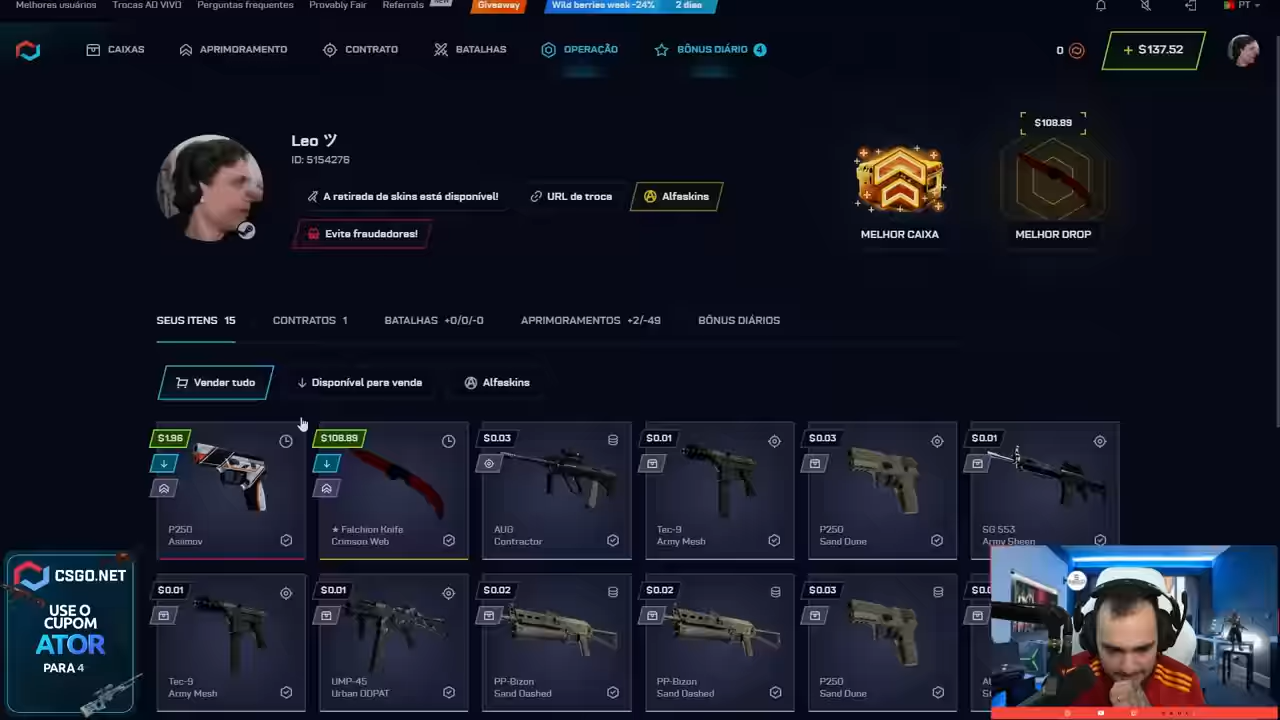 Melhores usuários Trocas AO VIVO Perguntas frequentes Provably Fair Referrals NEW Giveaway Wild berries week -24% 2 dias PT
CAIXAS APRIMORAMENTO CONTRATO BATALHAS OPERAÇÃO BÔNUS DIÁRIO 4 0 + $137.52
$108.89
Leo ツ
ID: 5154276
A retirada de skins está disponível! URL de troca Alfaskins
Evite fraudadores!
MELHOR CAIXA MELHOR DROP
SEUS ITENS 15 CONTRATOS 1 BATALHAS +0/0/-0 APRIMORAMENTOS +2/-49 BÔNUS DIÁRIOS
Vender tudo Disponível para venda Alfaskins
$1.96 $108.89 $0.03 $0.01 $0.03 $0.01
P250 ★ Falchion Knife AUG Tec-9 P250 SG 553
Asiimov Crimson Web Contractor Army Mesh Sand Dune Army Sheen
CSGO.NET
USE O
CUPOM
ATOR
PARA 4
$0.01 $0.01 $0.02 $0.02 $0.03
Tec-9 UMP-45 PP-Bizon PP-Bizon P250
Army Mesh Urban DDPAT Sand Dashed Sand Dashed Sand Dune